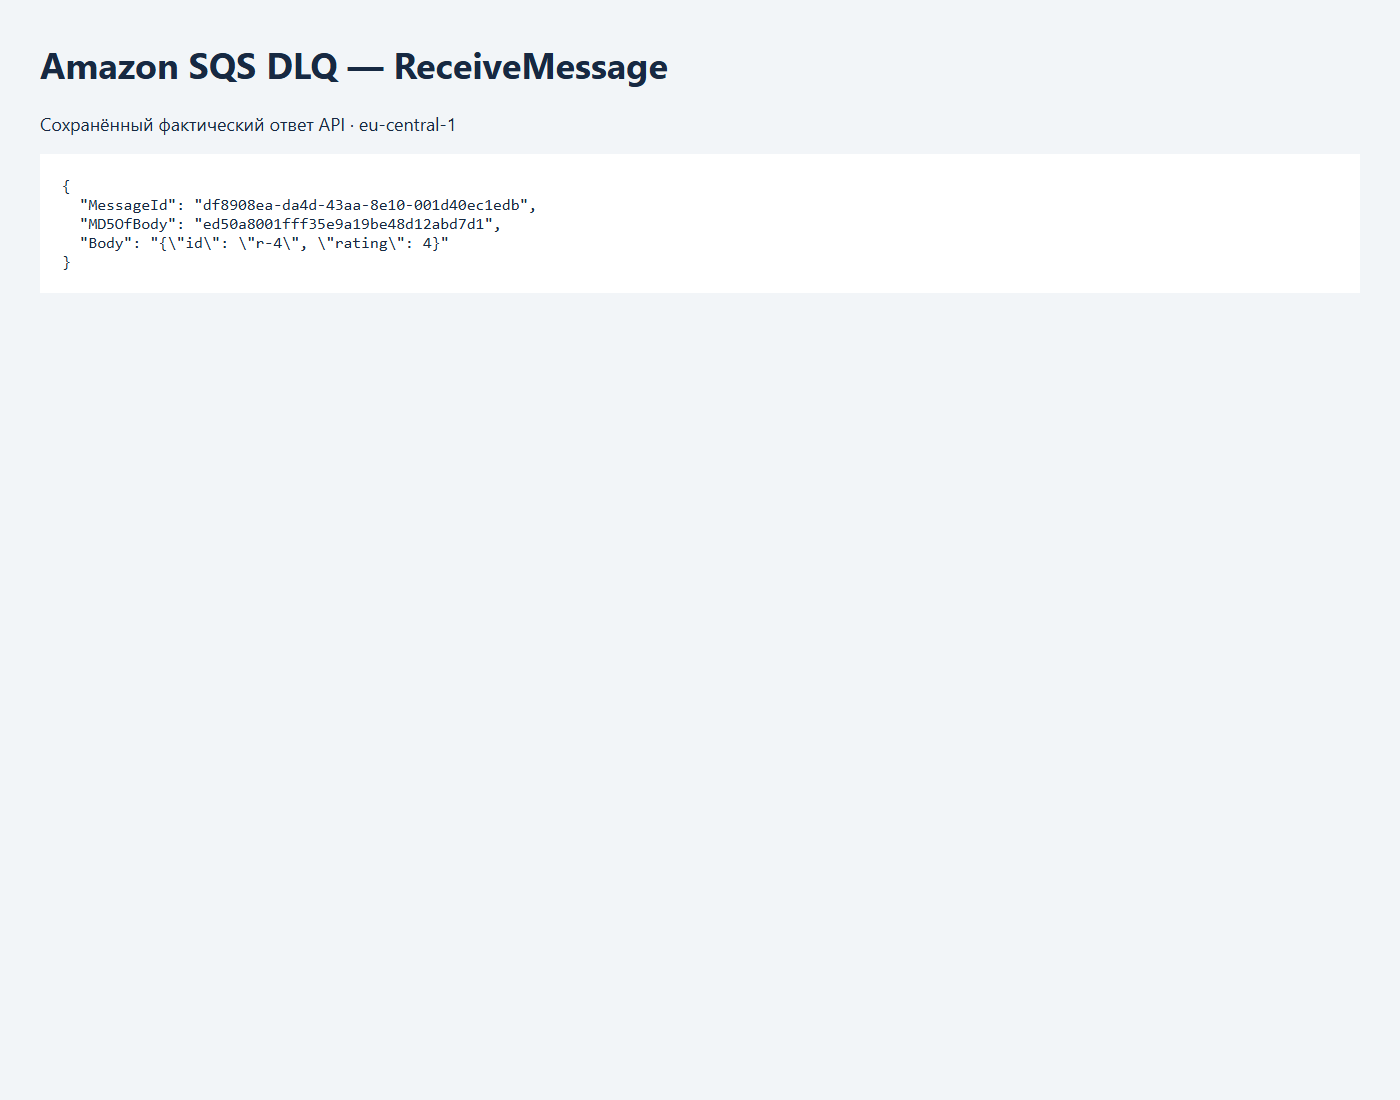 Amazon SQS DLQ — ReceiveMessage
Сохранённый фактический ответ API · eu-central-1
{
  "MessageId": "df8908ea-da4d-43aa-8e10-001d40ec1edb",
  "MD5OfBody": "ed50a8001fff35e9a19be48d12abd7d1",
  "Body": "{\"id\": \"r-4\", \"rating\": 4}"
}